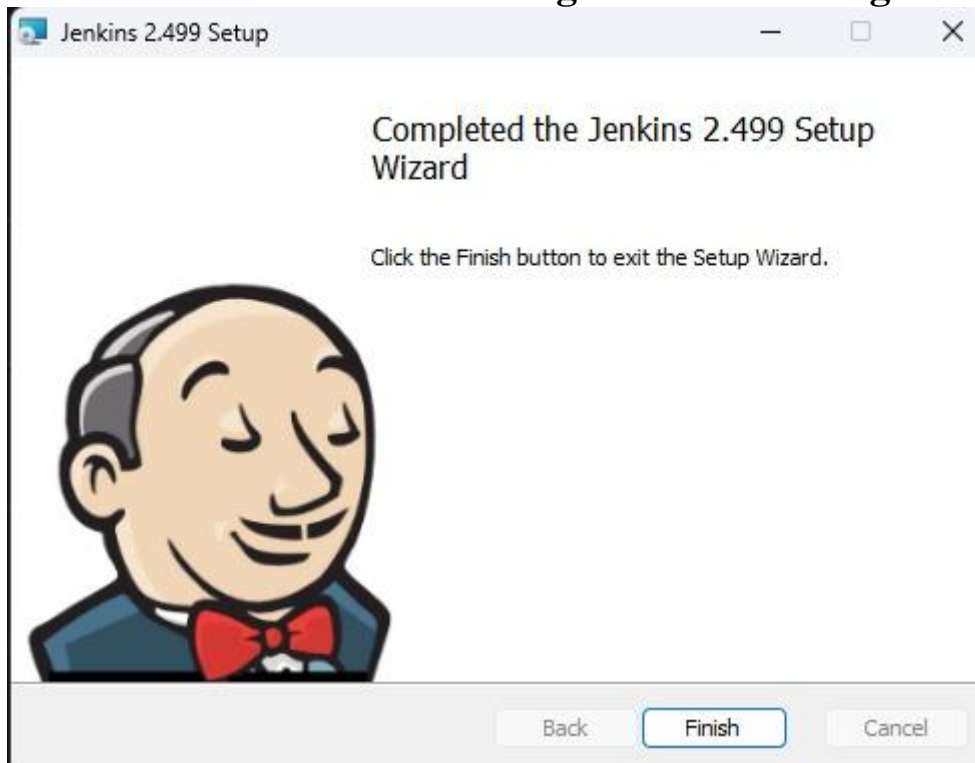 Jenkins 2.499 Setup
Completed the Jenkins 2.499 Setup
Wizard
Click the Finish button to exit the Setup Wizard.
Back
Finish
Cancel